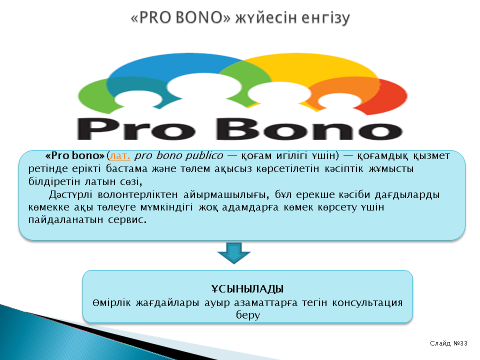 «PRO BONO» жүйесін енгізу
Pro Bono
«Pro bono» (лат. pro bono publico — қоғам игілігі үшін) — қоғамдық қызмет
ретінде ерікті бастама және төлем ақысыз көрсетілетін кәсіптік жұмысты
білдіретін латын сөзі,
Дәстүрлі волонтерліктен айырмашылығы, бұл ерекше кәсіби дағдыларды
көмекке ақы төлеуге мүмкіндігі жоқ адамдарға көмек көрсету үшін
пайдаланатын сервис.
ҰСЫНЫЛАДЫ
Өмірлік жағдайлары ауыр азаматтарға тегін консультация
беру
Слайд №33